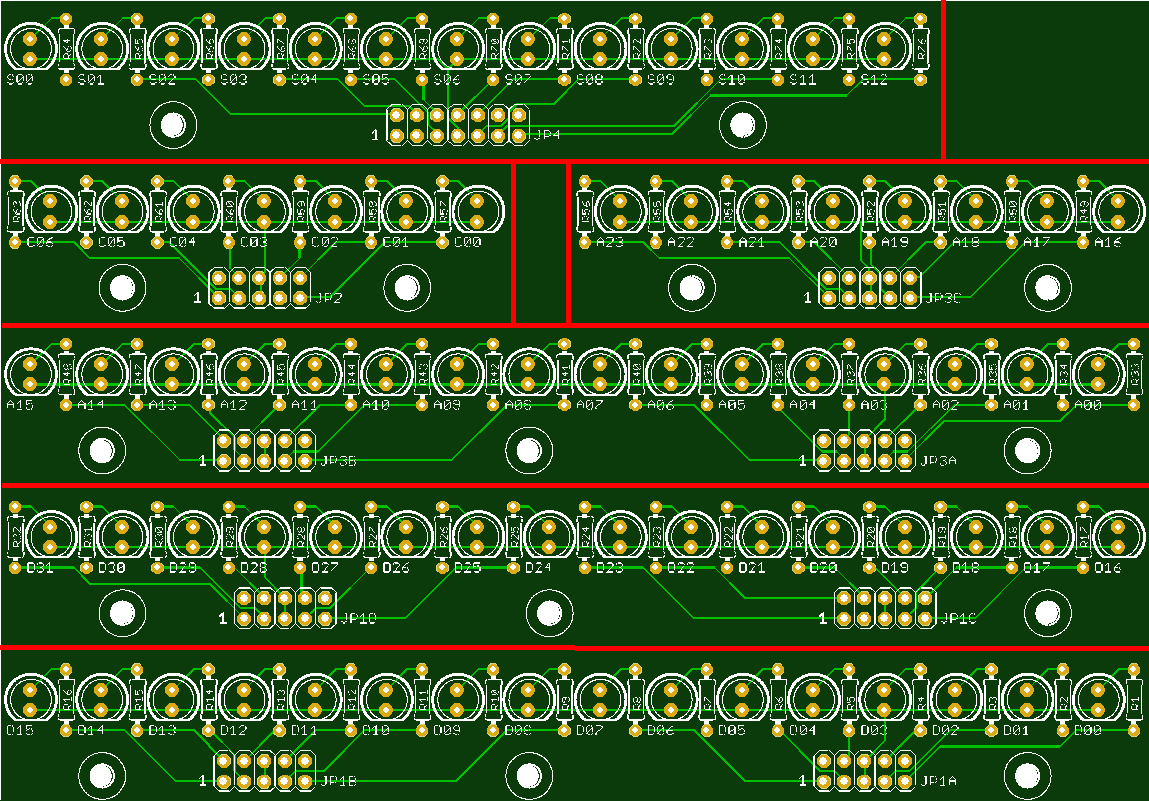 R64 R65 R66 R67 R68 R69 R70 R71 R72 R73 R74 R75 R76
S00 S01 S02 S03 S04 S05 S06 S07 S08 S09 S10 S11 S12
1 JP4
R63 R62 R61 R60 R59 R58 R57 R56 R55 R54 R53 R52 R51 R50 R49
C06 C05 C04 C03 C02 C01 C00 A23 A22 A21 A20 A19 A18 A17 A16
1 JP2 1 JP3C
R48 R47 R46 R45 R44 R43 R42 R41 R40 R39 R38 R37 R36 R35 R34 R33
A15 A14 A13 A12 A11 A10 A09 A08 A07 A06 A05 A04 A03 A02 A01 A00
1 JP3B 1 JP3A
R32 R31 R30 R29 R28 R27 R26 R25 R24 R23 R22 R21 R20 R19 R18 R17
D31 D30 D29 D28 D27 D26 D25 D24 D23 D22 D21 D20 D19 D18 D17 D16
1 JP1D 1 JP1C
R16 R15 R14 R13 R12 R11 R10 R9 R8 R7 R6 R5 R4 R3 R2 R1
D15 D14 D13 D12 D11 D10 D09 D08 D07 D06 D05 D04 D03 D02 D01 D00
1 JP1B 1 JP1A